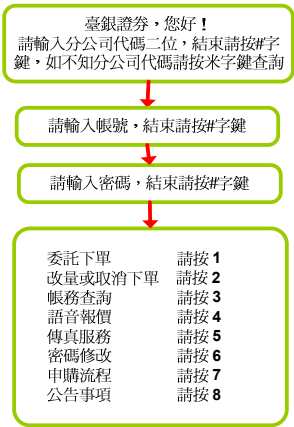 臺銀證券，您好！
請輸入分公司代碼二位，結束請按#字
鍵，如不知分公司代碼請按米字鍵查詢
請輸入帳號，結束請按#字鍵
請輸入密碼，結束請按#字鍵
委託下單 請按 1
改量或取消下單 請按 2
帳務查詢 請按 3
語音報價 請按 4
傳真服務 請按 5
密碼修改 請按 6
申購流程 請按 7
公告事項 請按 8